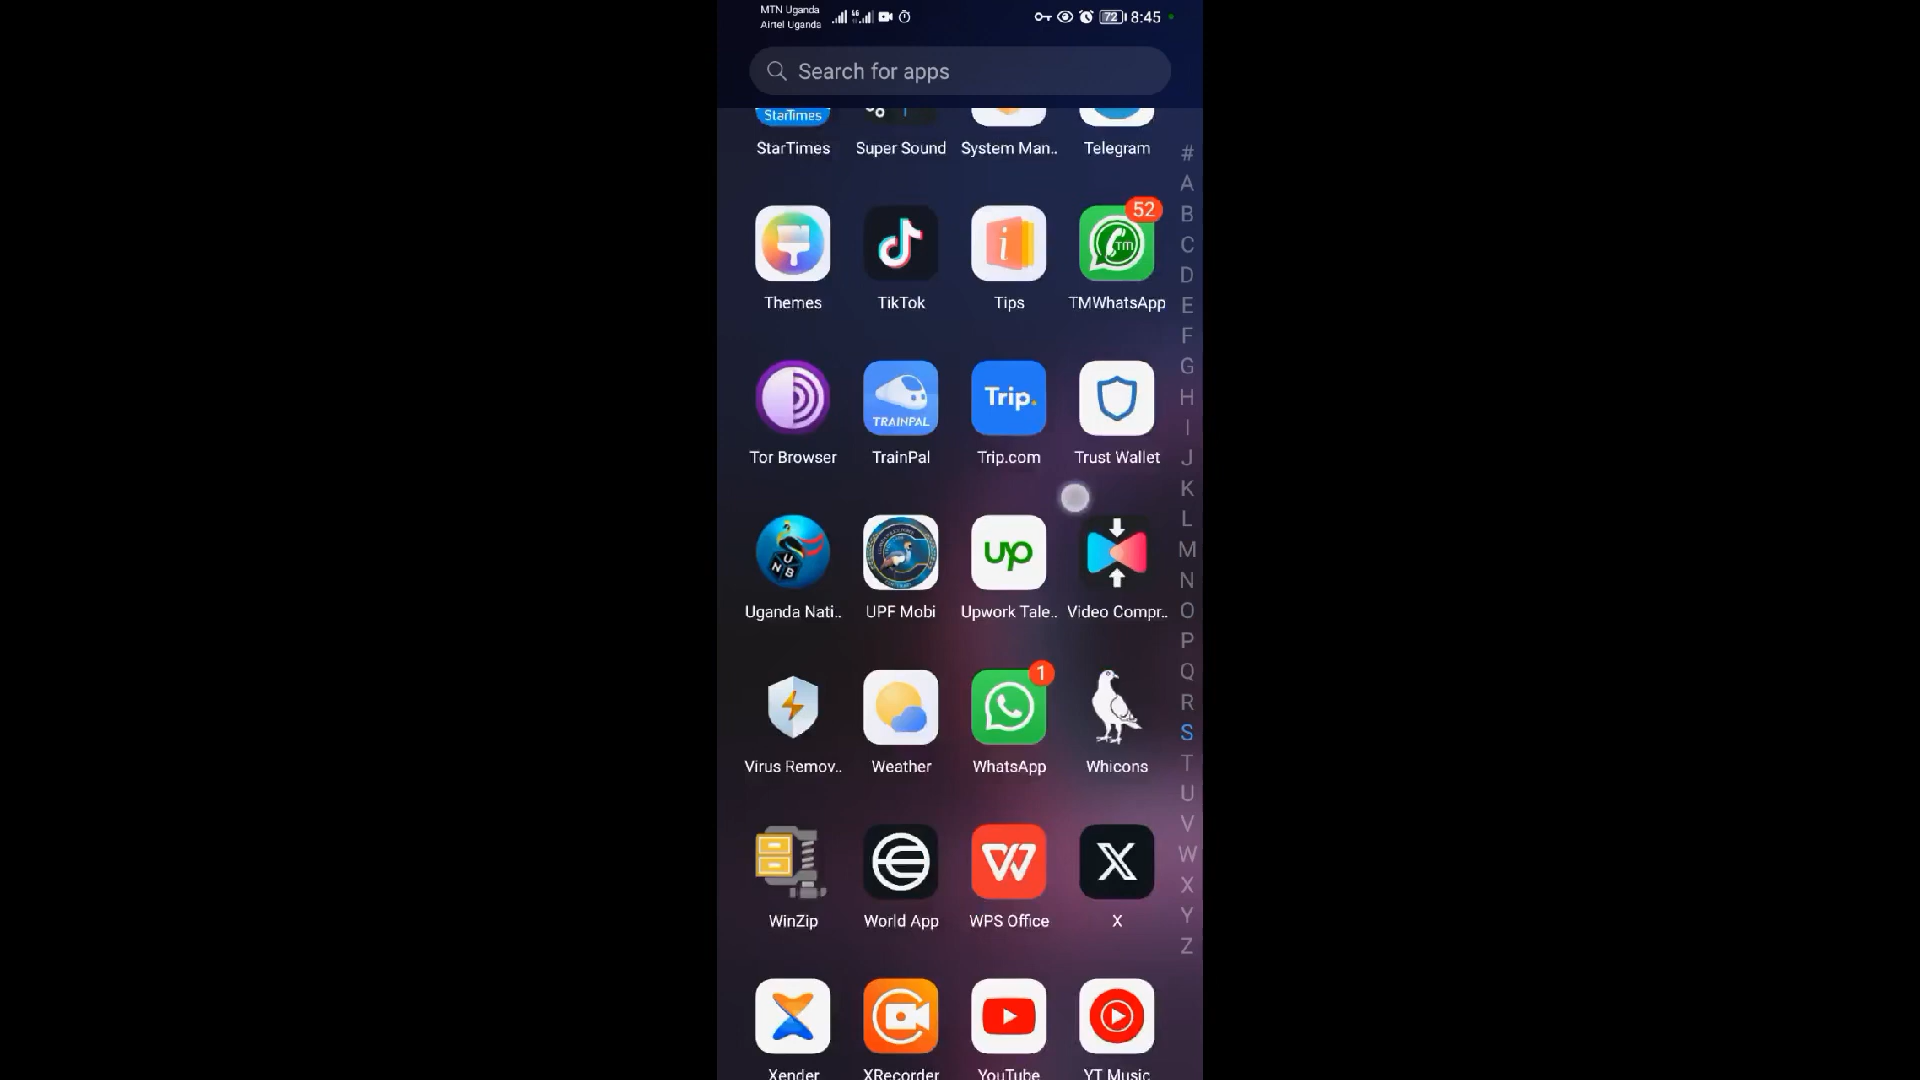 MTN Uganda
Airtel Uganda
72
8:45
Search for apps
StarTimes
StarTimes
Super Sound
System Man..
Telegram
#
A
B
C
D
E
F
G
H
I
J
K
L
M
N
O
P
Q
R
S
T
U
V
W
X
Y
Z
52
TM
Themes
TikTok
Tips
TMWhatsApp
TRAINPAL
Trip.
Tor Browser
TrainPal
Trip.com
Trust Wallet
U
N B
up
Uganda Nati..
UPF Mobi
Upwork Tale..
Video Compr..
1
Virus Remov..
Weather
WhatsApp
Whicons
WinZip
World App
WPS Office
X
Xender
XRecorder
YouTube
YT Music